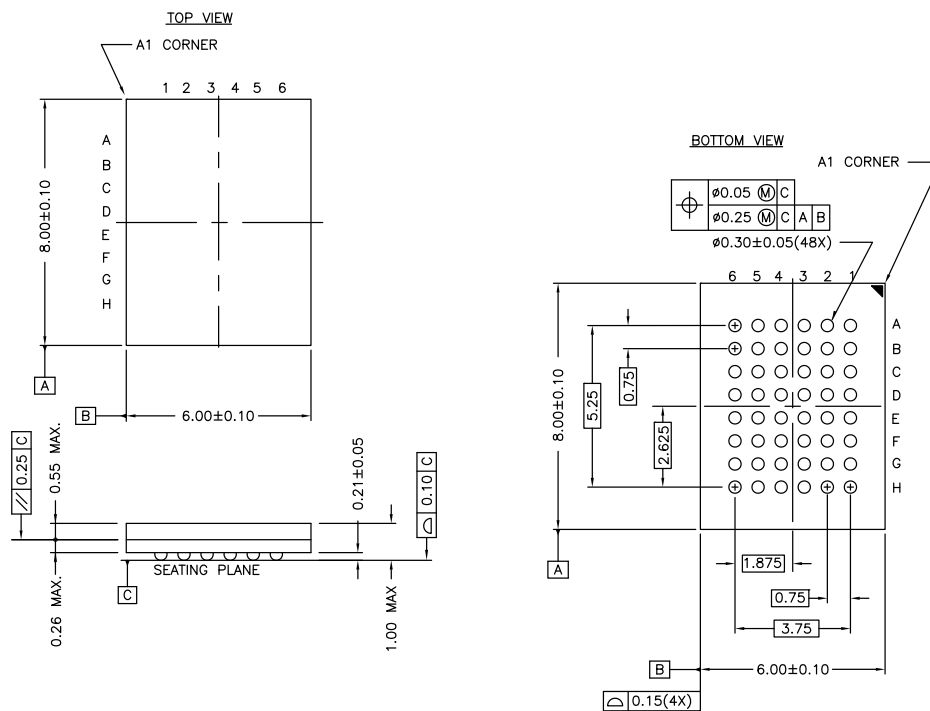 TOP VIEW
A1 CORNER
1 2 3 4 5 6
A
B
C
D
E
F
G
H
8.00±0.10
A
B
6.00±0.10
// 0.25 C
0.55 MAX.
0.26 MAX.
SEATING PLANE
C
0.21±0.05
1.00 MAX
⌓ 0.10 C
BOTTOM VIEW
A1 CORNER
⌖ ø0.05 Ⓜ C
ø0.25 Ⓜ C A B
ø0.30±0.05(48X)
6 5 4 3 2 1
A
B
C
D
E
F
G
H
8.00±0.10
5.25
0.75
2.625
A
1.875
0.75
3.75
B
6.00±0.10
⌓ 0.15(4X)